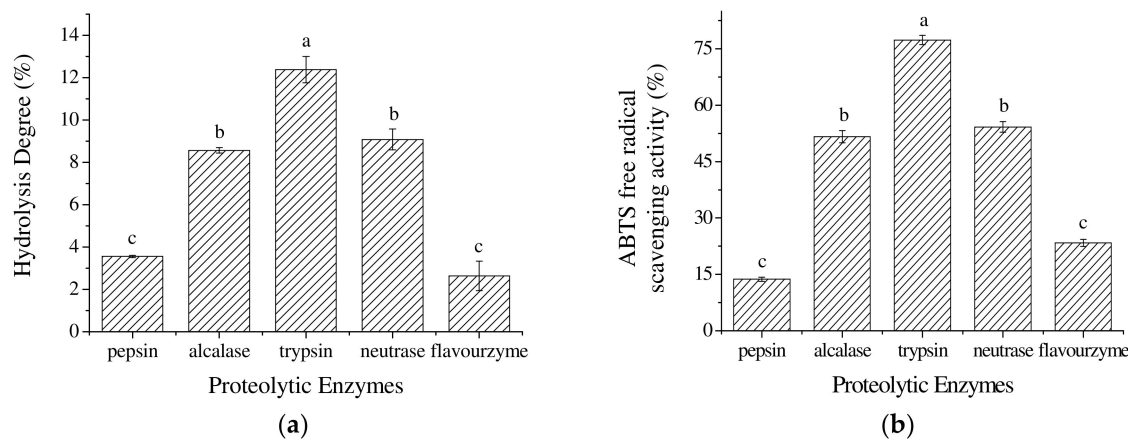 Hydrolysis Degree (%)
14
12
10
8
6
4
2
0
c
b
a
b
c
pepsin alcalase trypsin neutrase flavourzyme
Proteolytic Enzymes
(a)
ABTS free radical
scavenging activity (%)
75
60
45
30
15
0
c
b
a
b
c
pepsin alcalase trypsin neutrase flavourzyme
Proteolytic Enzymes
(b)